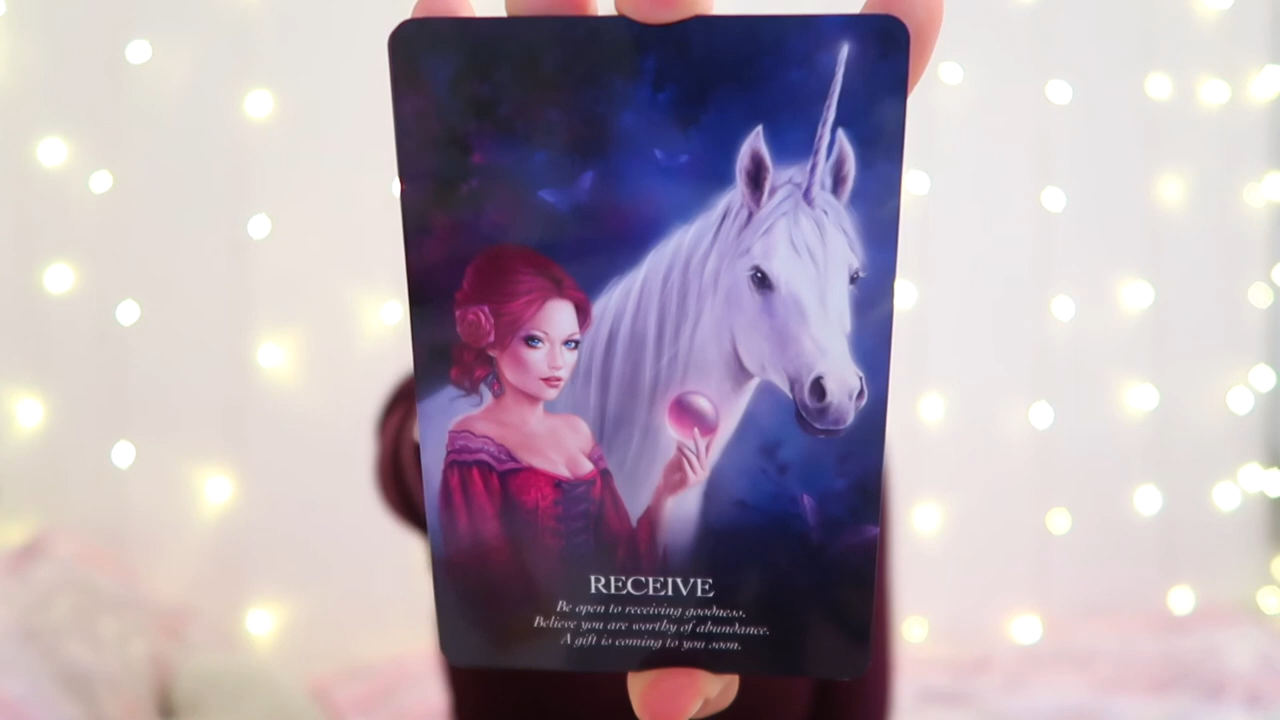 RECEIVE
Be open to receiving goodness.
Believe you are worthy of abundance.
A gift is coming to you soon.